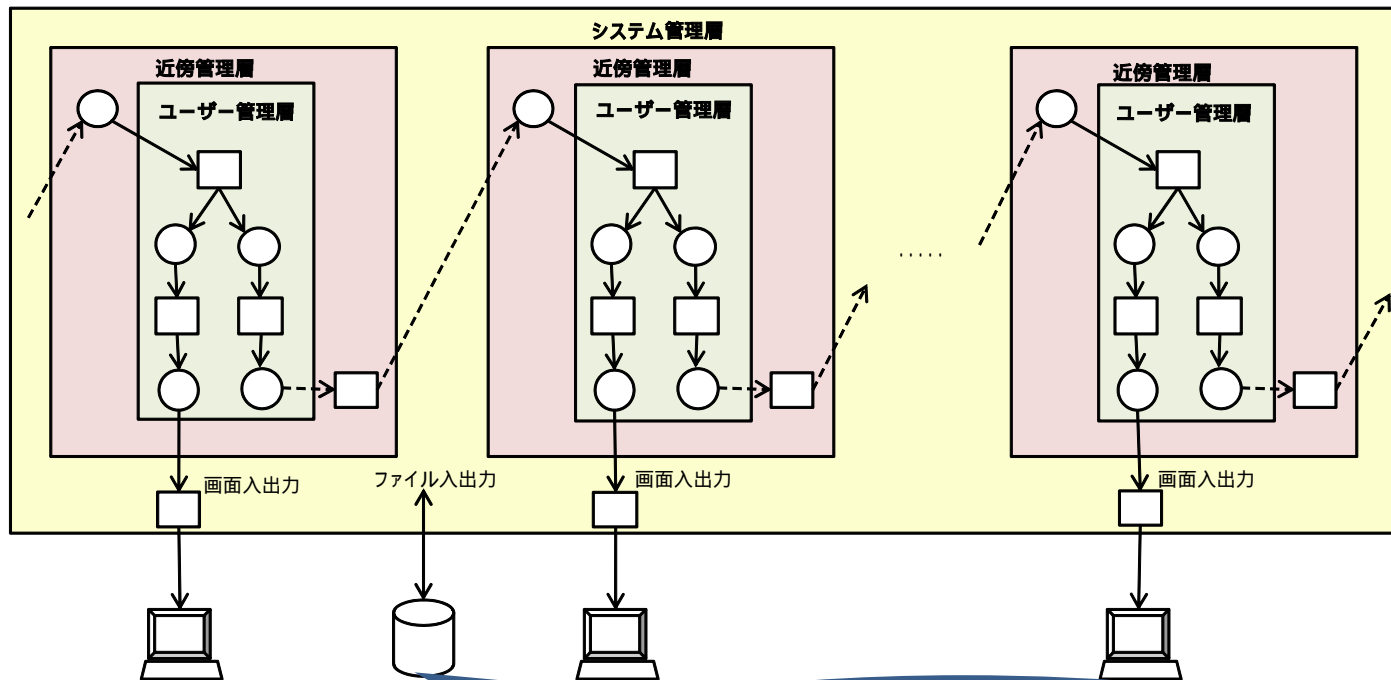 システム管理層
近傍管理層
近傍管理層
近傍管理層
ユーザー管理層
ユーザー管理層
ユーザー管理層
.....
画面入出力
ファイル入出力
画面入出力
画面入出力